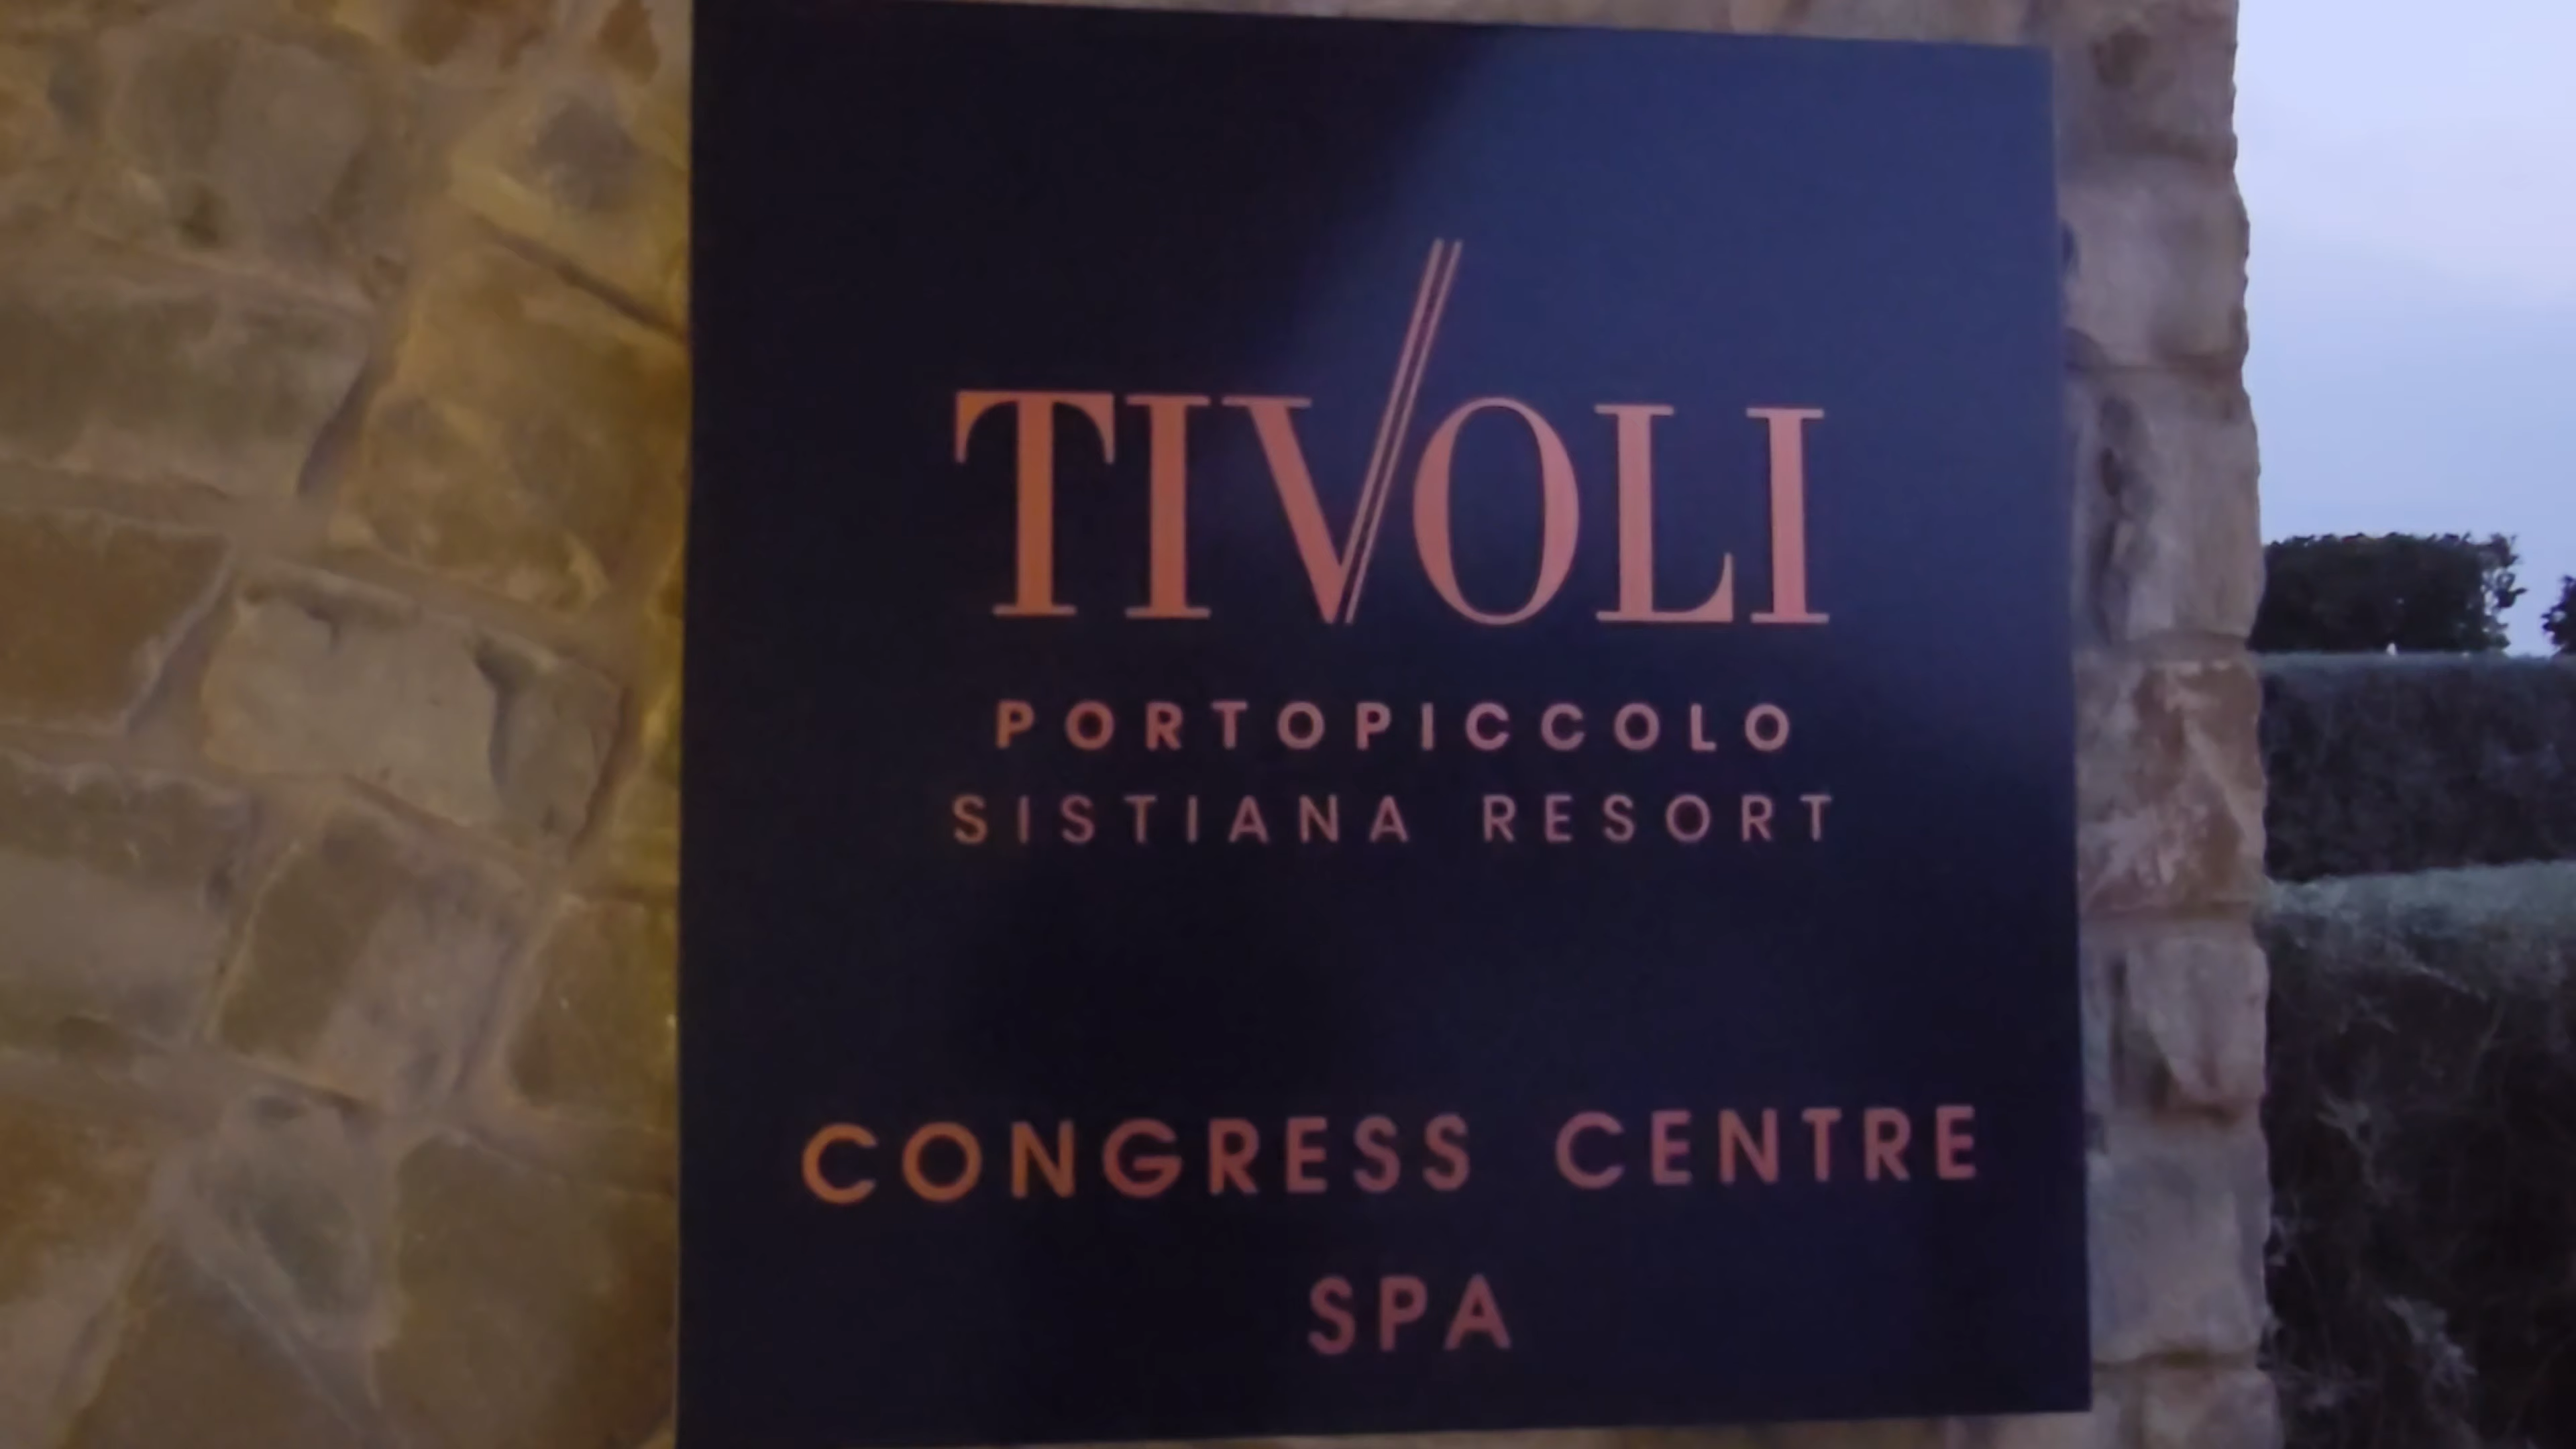 TIVOLI
PORTOPICCOLO
SISTIANA RESORT
CONGRESS CENTRE
SPA